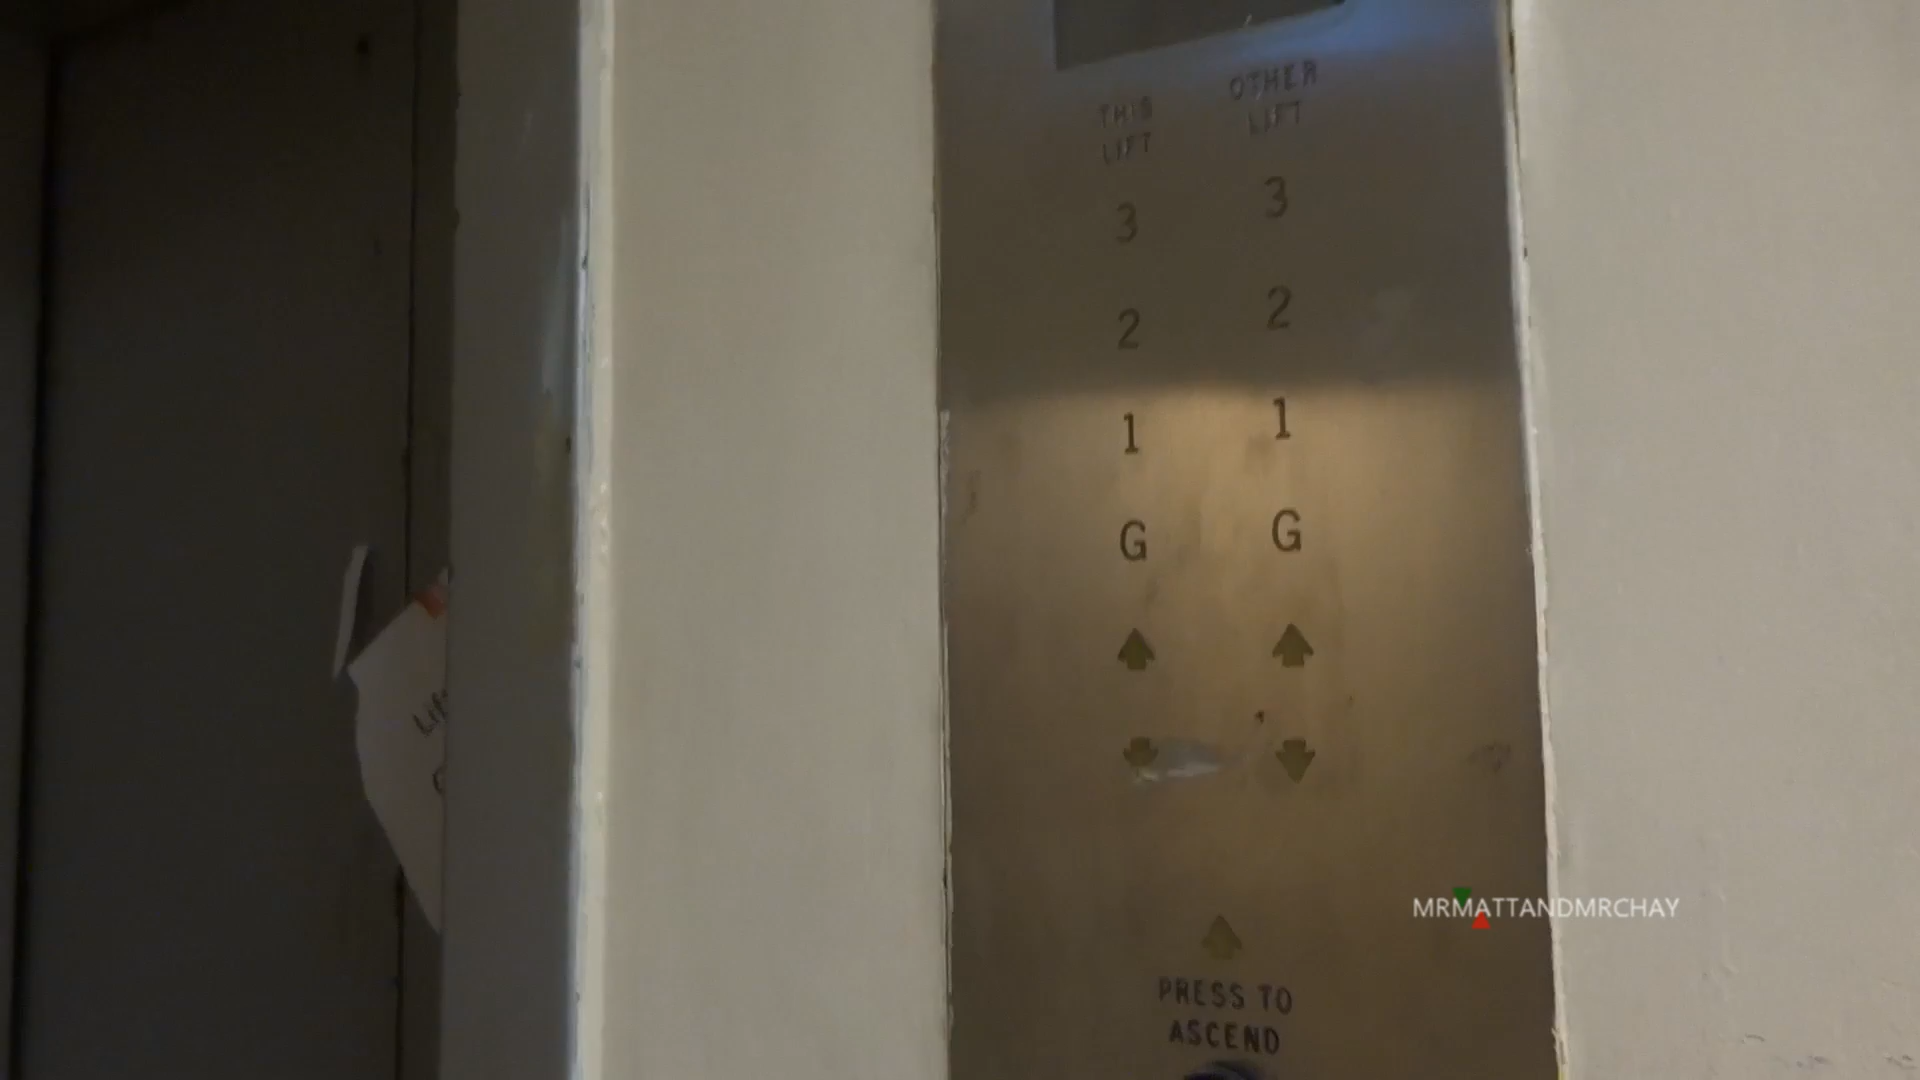 THIS
LIFT
OTHER
LIFT
3 3
2 2
1 1
G G
PRESS TO
ASCEND
MRMATTANDMRCHAY